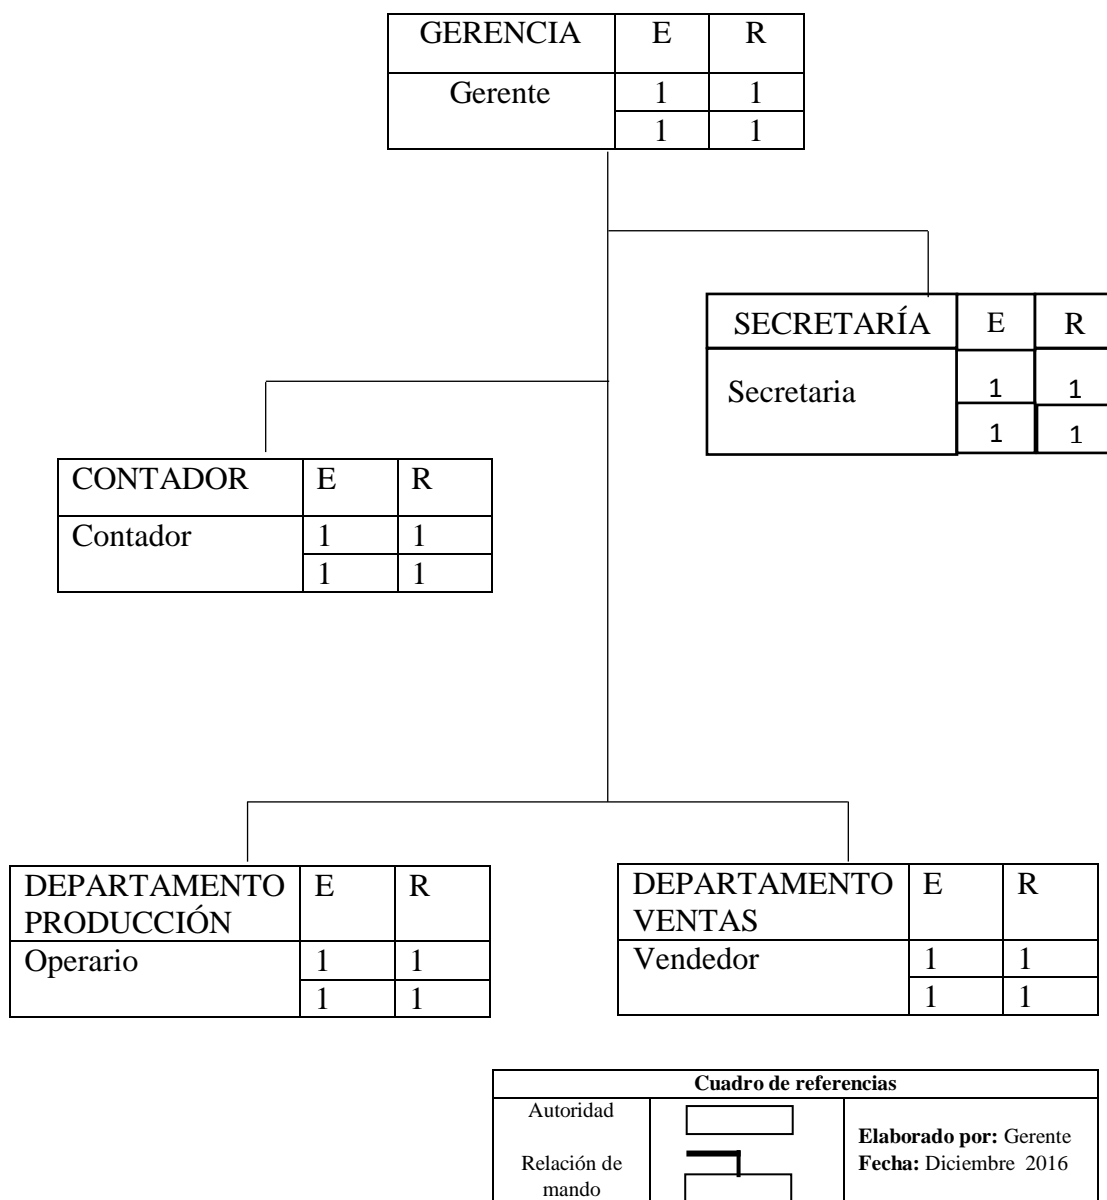 GERENCIA E R
Gerente 1 1
1 1
SECRETARÍA E R
Secretaria 1 1
1 1
CONTADOR E R
Contador 1 1
1 1
DEPARTAMENTO E R
PRODUCCIÓN
Operario 1 1
1 1
DEPARTAMENTO E R
VENTAS
Vendedor 1 1
1 1
Cuadro de referencias
Autoridad
Relación de
mando
Elaborado por: Gerente
Fecha: Diciembre 2016